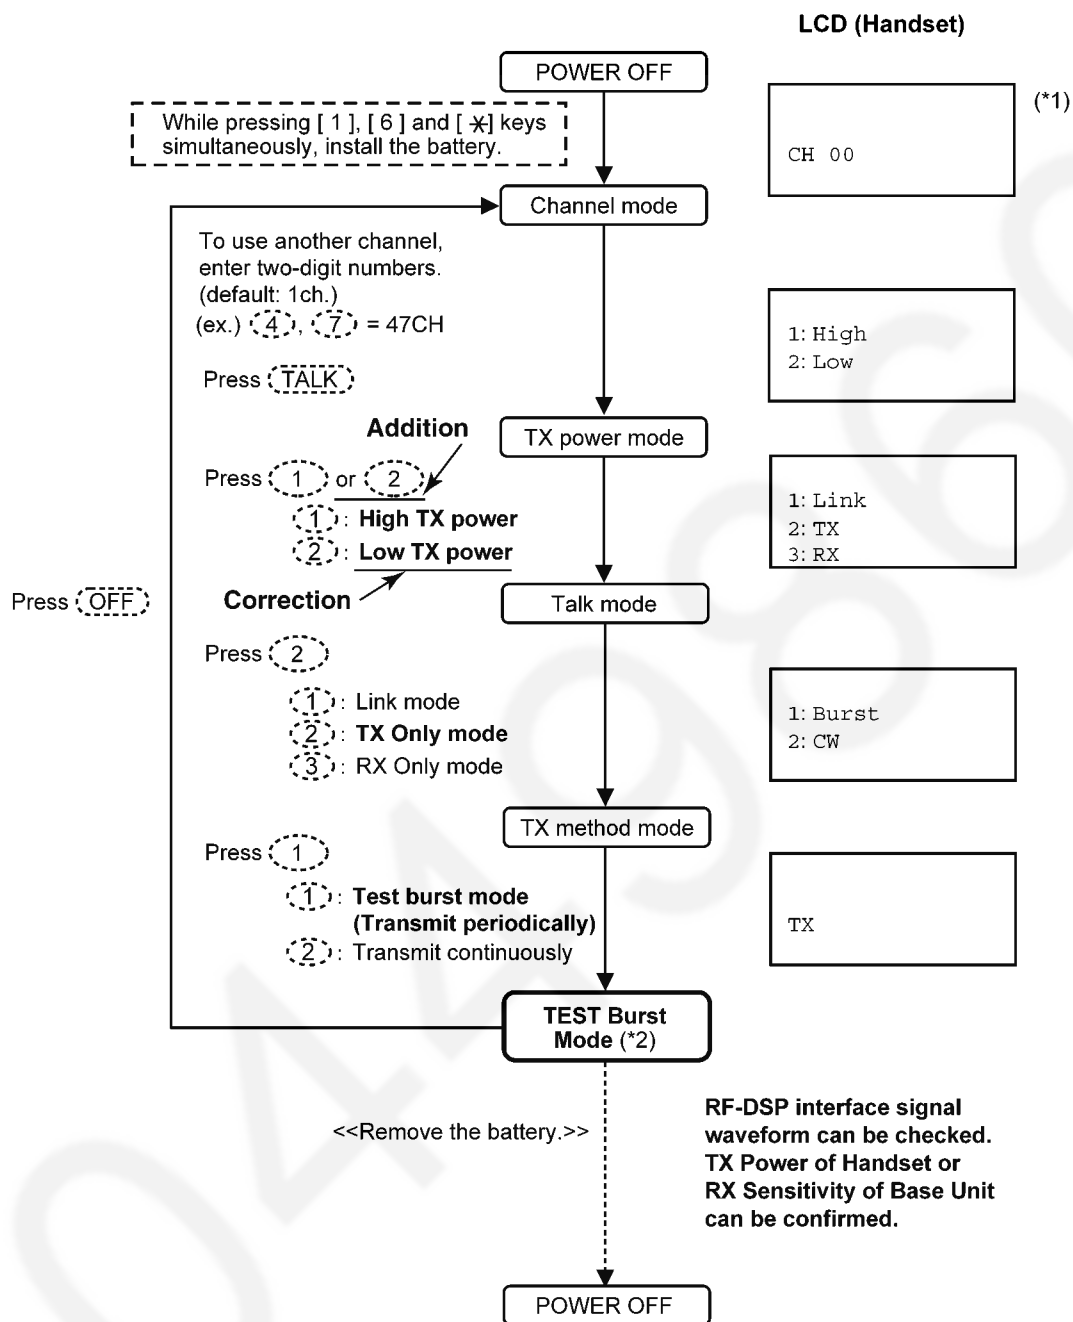 LCD (Handset)
POWER OFF
(*1)
While pressing [ 1 ], [ 6 ] and [ ✻] keys
simultaneously, install the battery.
CH 00
Channel mode
To use another channel,
enter two-digit numbers.
(default: 1ch.)
(ex.) 4, 7 = 47CH
1: High
2: Low
Press TALK
Addition
TX power mode
Press 1 or 2
1 : High TX power
2 : Low TX power
1: Link
2: TX
3: RX
Press OFF
Correction
Talk mode
Press 2
1 : Link mode
2 : TX Only mode
3 : RX Only mode
1: Burst
2: CW
TX method mode
Press 1
1 : Test burst mode
(Transmit periodically)
2 : Transmit continuously
TX
TEST Burst
Mode (*2)
<<Remove the battery.>>
RF-DSP interface signal
waveform can be checked.
TX Power of Handset or
RX Sensitivity of Base Unit
can be confirmed.
POWER OFF